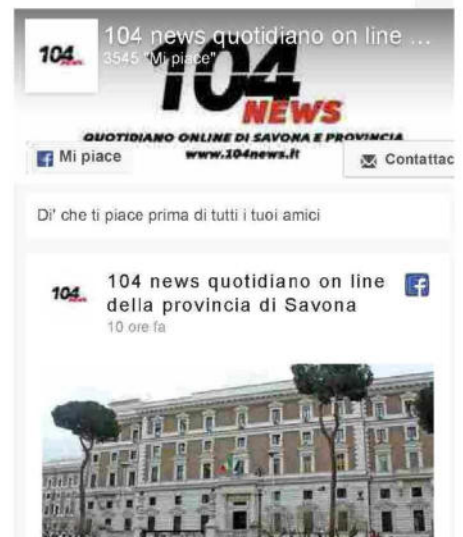 104 news quotidiano on line ...
104
NEWS
3545 "Mi piace"
104
NEWS
QUOTIDIANO ONLINE DI SAVONA E PROVINCIA
www.104news.it
Mi piace
Contattac
Di' che ti piace prima di tutti i tuoi amici
104
104 news quotidiano on line
della provincia di Savona
10 ore fa